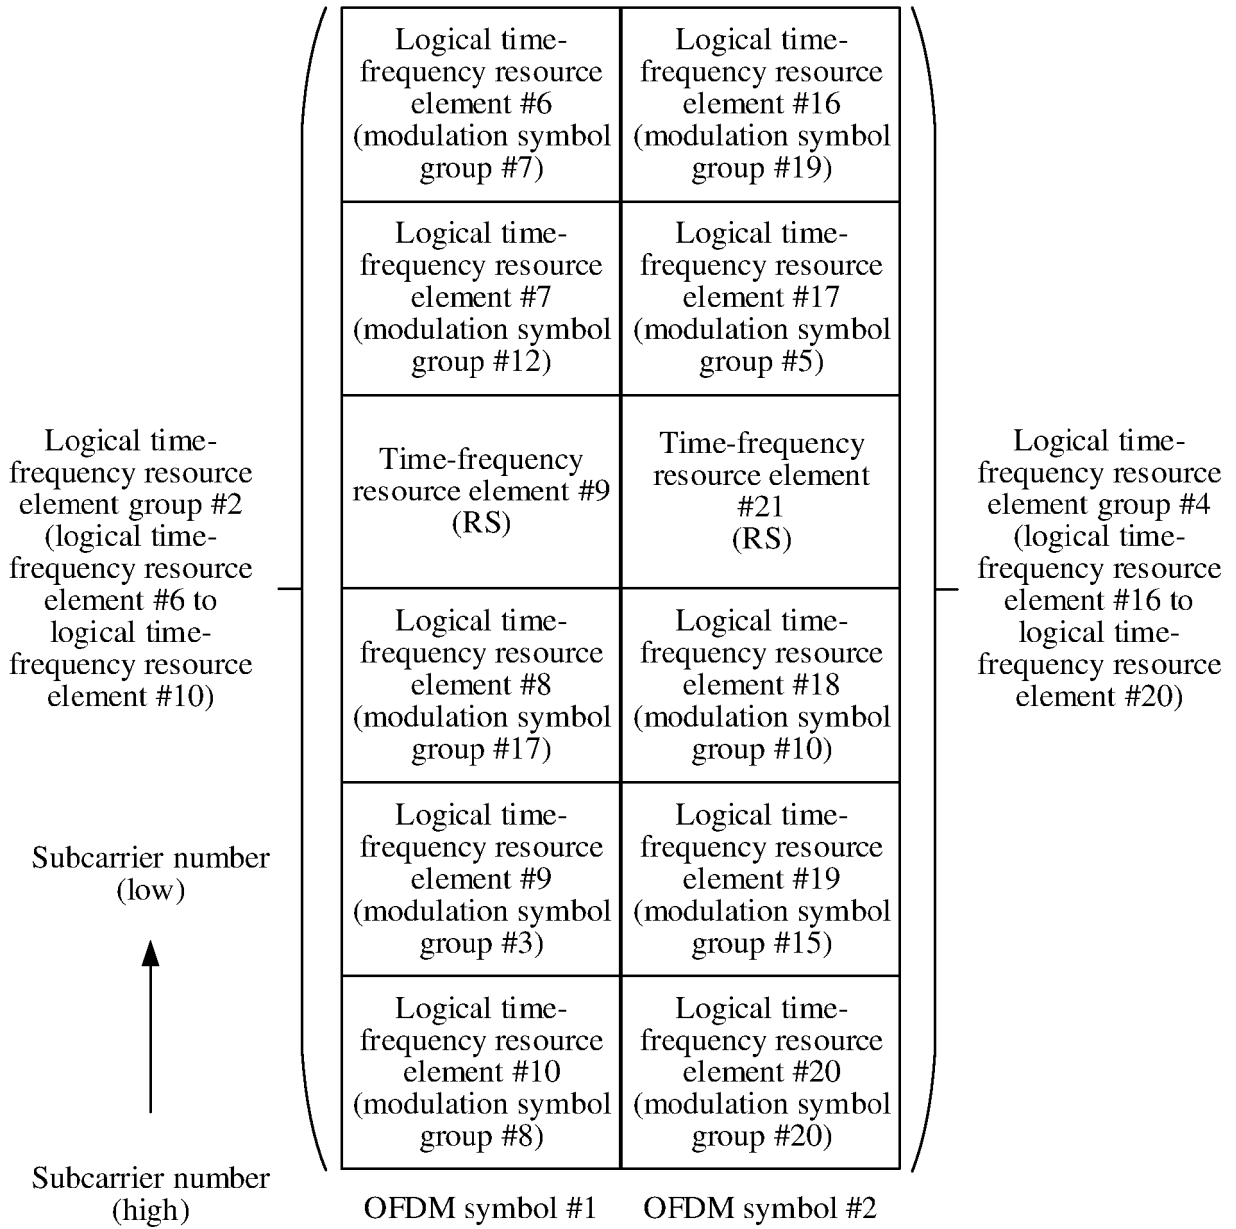 Logical time-
frequency resource
element #6
(modulation symbol
group #7)
Logical time-
frequency resource
element #16
(modulation symbol
group #19)
Logical time-
frequency resource
element #7
(modulation symbol
group #12)
Logical time-
frequency resource
element #17
(modulation symbol
group #5)
Logical time-
frequency resource
element group #2
(logical time-
frequency resource
element #6 to
logical time-
frequency resource
element #10)
Time-frequency
resource element #9
(RS)
Time-frequency
resource element
#21
(RS)
Logical time-
frequency resource
element group #4
(logical time-
frequency resource
element #16 to
logical time-
frequency resource
element #20)
Logical time-
frequency resource
element #8
(modulation symbol
group #17)
Logical time-
frequency resource
element #18
(modulation symbol
group #10)
Subcarrier number
(low)
Logical time-
frequency resource
element #9
(modulation symbol
group #3)
Logical time-
frequency resource
element #19
(modulation symbol
group #15)
Logical time-
frequency resource
element #10
(modulation symbol
group #8)
Logical time-
frequency resource
element #20
(modulation symbol
group #20)
Subcarrier number
(high)
OFDM symbol #1
OFDM symbol #2